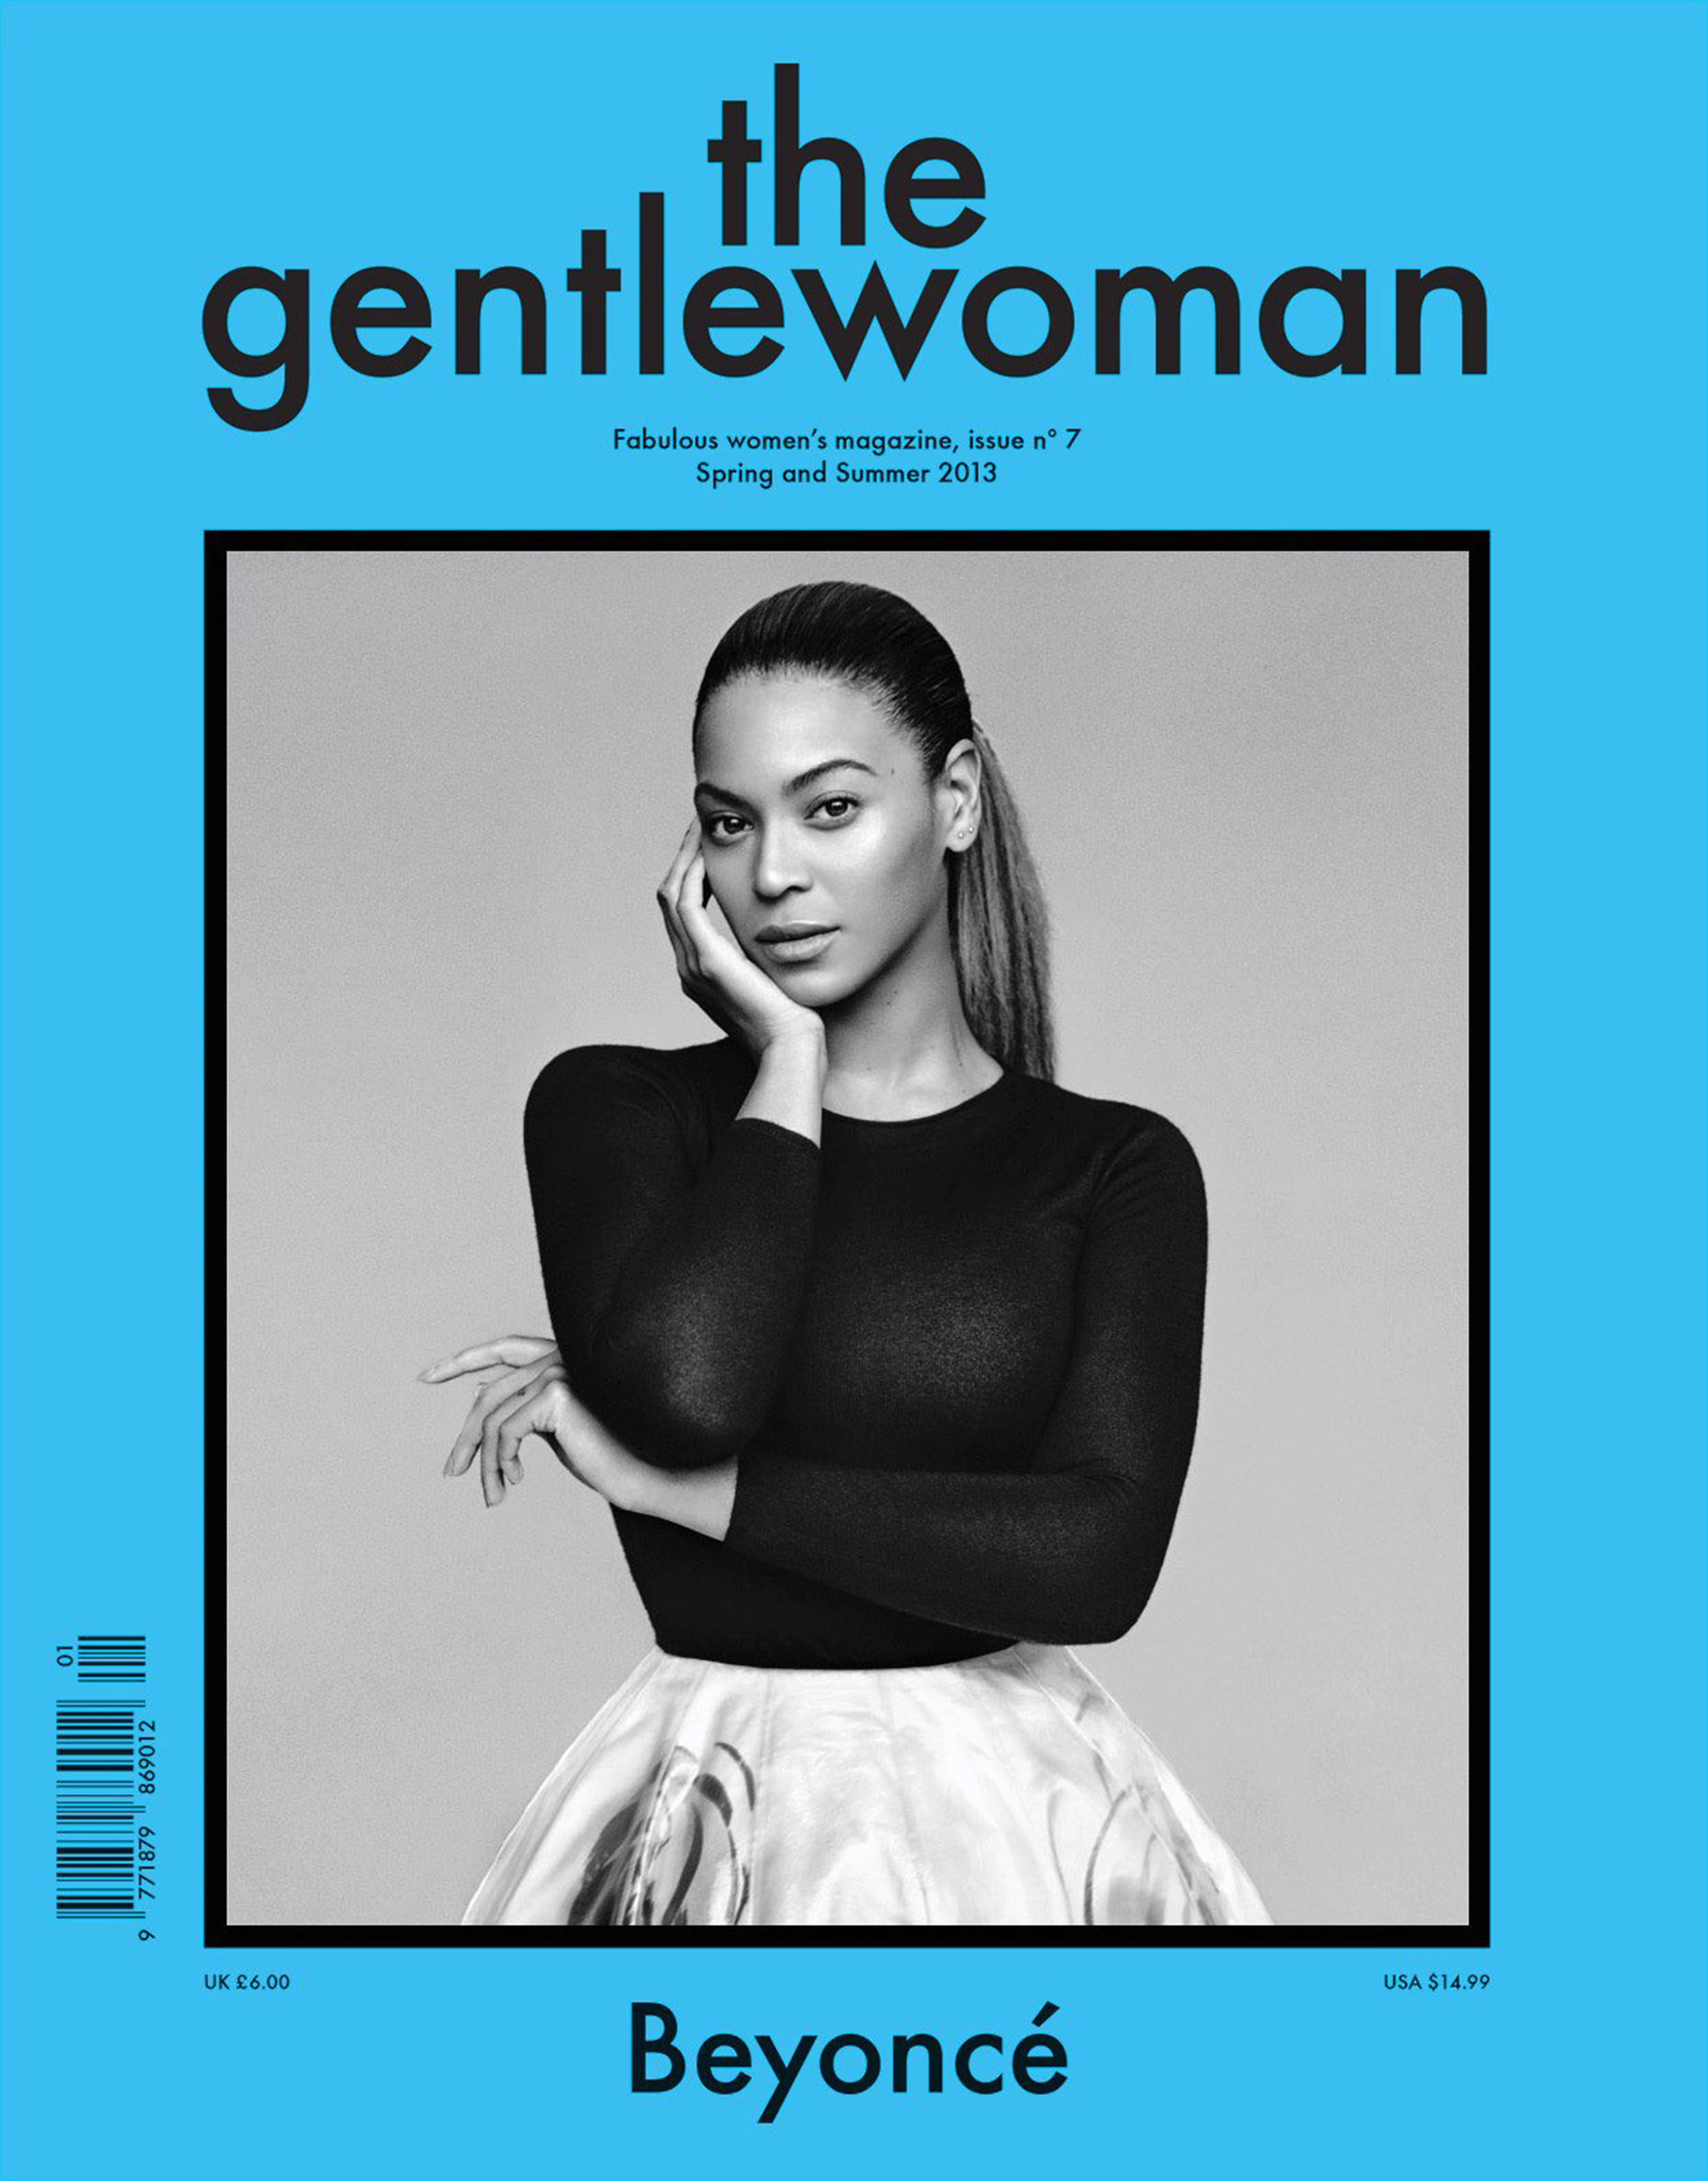 the
gentlewoman
Fabulous women’s magazine, issue n° 7
Spring and Summer 2013
01
9 771879 869012
UK £6.00
USA $14.99
Beyoncé